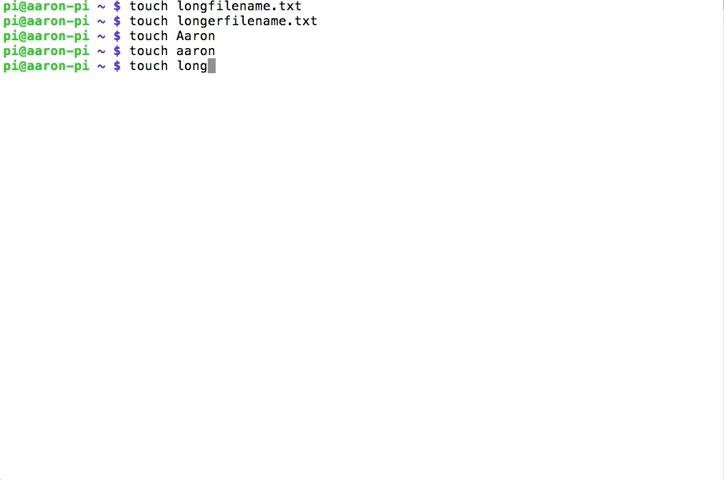 pi@aaron-pi ~ $ touch longfilename.txt
pi@aaron-pi ~ $ touch longerfilename.txt
pi@aaron-pi ~ $ touch Aaron
pi@aaron-pi ~ $ touch aaron
pi@aaron-pi ~ $ touch long